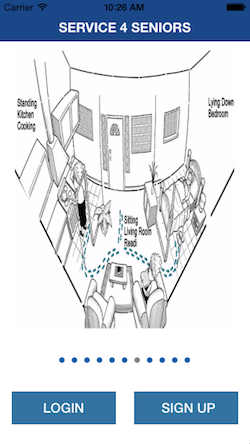 Carrier 10:26 AM
SERVICE 4 SENIORS
Standing
Kitchen
Cooking
Lying Down
Bedroom
Sitting
Living Room
Readi
LOGIN
SIGN UP